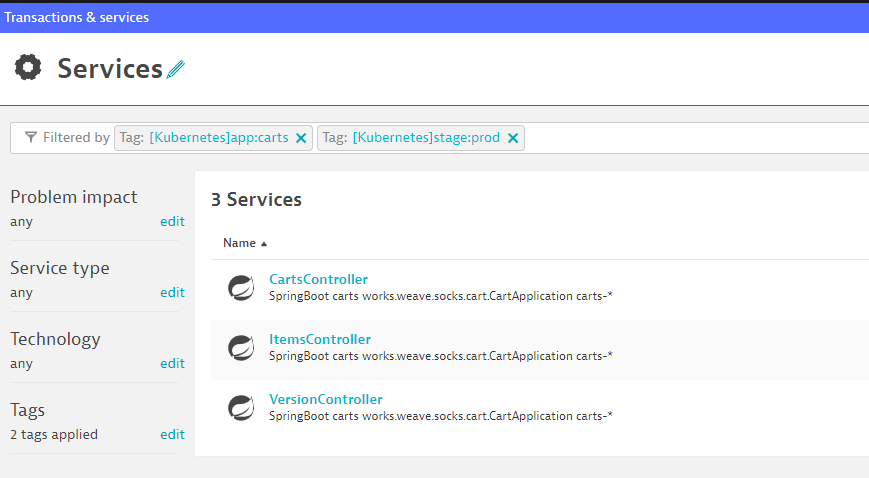 Transactions & services
Services
Filtered by Tag: [Kubernetes]app:carts Tag: [Kubernetes]stage:prod
Problem impact
any edit
Service type
any edit
Technology
any edit
Tags
2 tags applied edit
3 Services
Name
CartsController
SpringBoot carts works.weave.socks.cart.CartApplication carts-*
ItemsController
SpringBoot carts works.weave.socks.cart.CartApplication carts-*
VersionController
SpringBoot carts works.weave.socks.cart.CartApplication carts-*